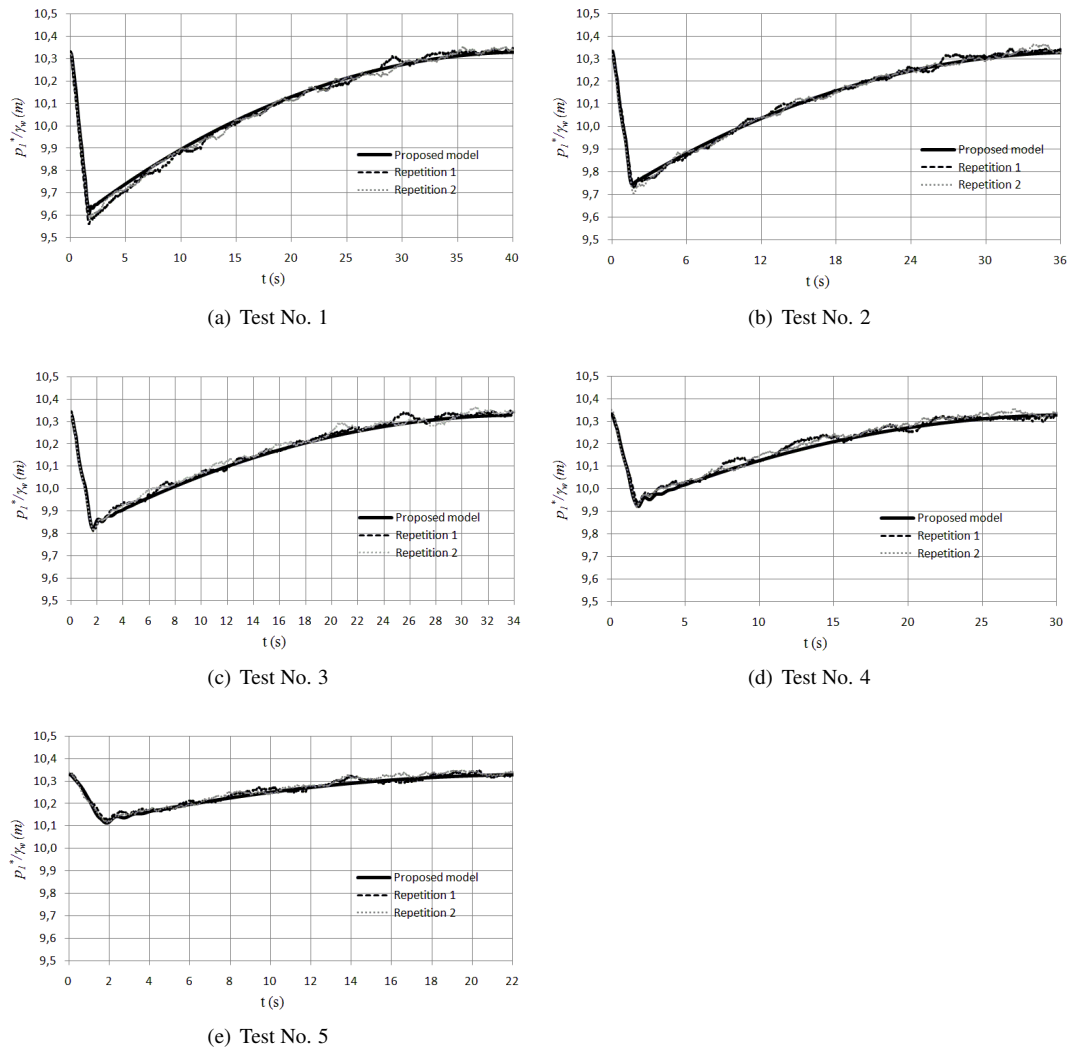 10,5
10,4
10,3
10,2
10,1
10,0
9,9
9,8
9,7
9,6
9,5
p₁*/γw (m)
Proposed model
Repetition 1
Repetition 2
0 5 10 15 20 25 30 35 40
t (s)
(a) Test No. 1
10,5
10,4
10,3
10,2
10,1
10,0
9,9
9,8
9,7
9,6
9,5
p₁*/γw (m)
Proposed model
Repetition 1
Repetition 2
0 6 12 18 24 30 36
t (s)
(b) Test No. 2
10,5
10,4
10,3
10,2
10,1
10,0
9,9
9,8
9,7
9,6
9,5
p₁*/γw (m)
Proposed model
Repetition 1
Repetition 2
0 2 4 6 8 10 12 14 16 18 20 22 24 26 28 30 31 34
t (s)
(c) Test No. 3
10,5
10,4
10,3
10,2
10,1
10,0
9,9
9,8
9,7
9,6
9,5
p₁*/γw (m)
Proposed model
Repetition 1
Repetition 2
0 5 10 15 20 25 30
t (s)
(d) Test No. 4
10,5
10,4
10,3
10,2
10,1
10,0
9,9
9,8
9,7
9,6
9,5
p₁*/γw (m)
Proposed model
Repetition 1
Repetition 2
0 2 4 6 8 10 12 14 16 18 20 22
t (s)
(e) Test No. 5